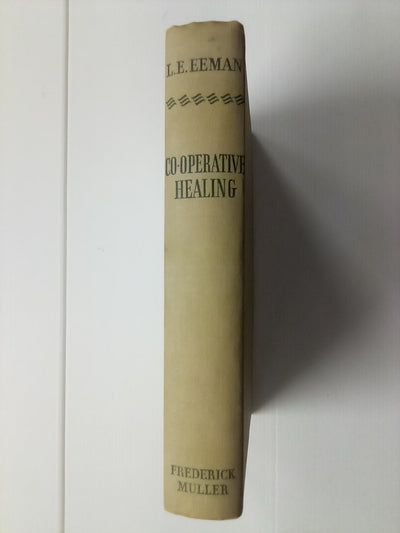 L.E.EEMAN
CO-OPERATIVE
HEALING
FREDERICK
MULLER